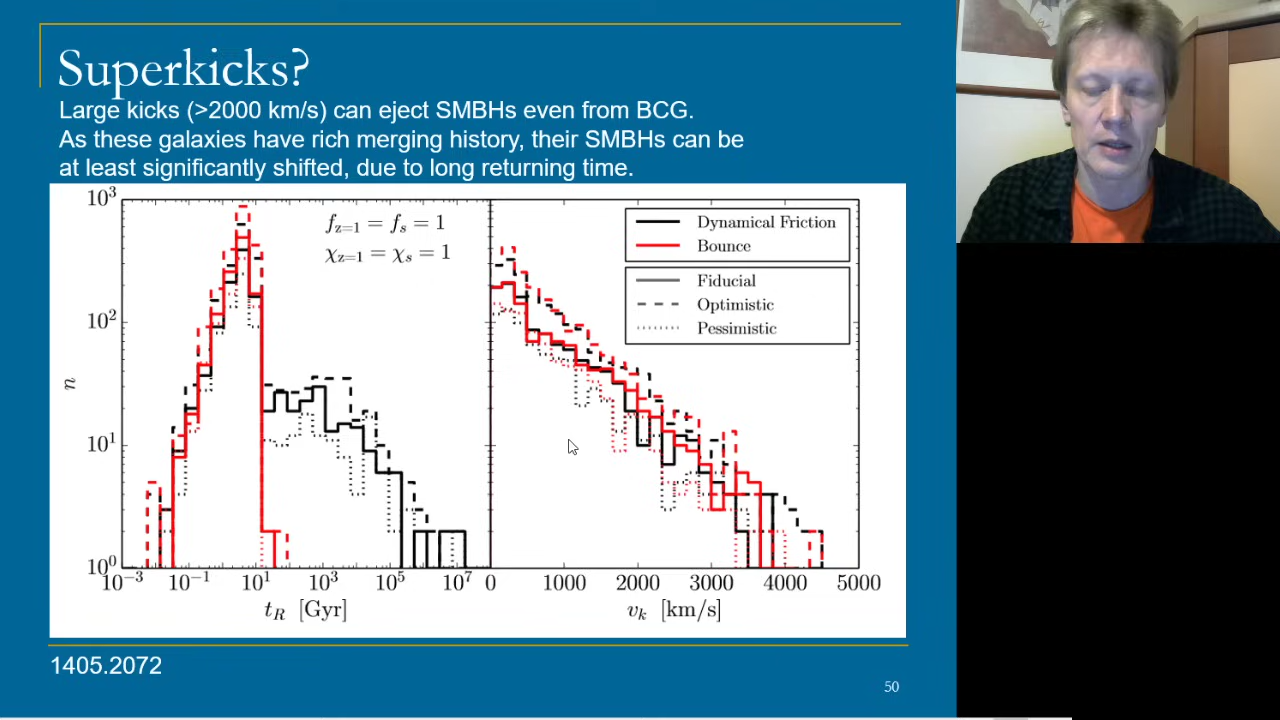 Superkicks?
Large kicks (>2000 km/s) can eject SMBHs even from BCG.
As these galaxies have rich merging history, their SMBHs can be
at least significantly shifted, due to long returning time.
10³
10²
10¹
10⁰
n
f_z=1 = f_s = 1
χ_z=1 = χ_s = 1
Dynamical Friction
Bounce
Fiducial
Optimistic
Pessimistic
10⁻³ 10⁻¹ 10¹ 10³ 10⁵ 10⁷ 0 1000 2000 3000 4000 5000
t_R [Gyr] v_k [km/s]
1405.2072
50